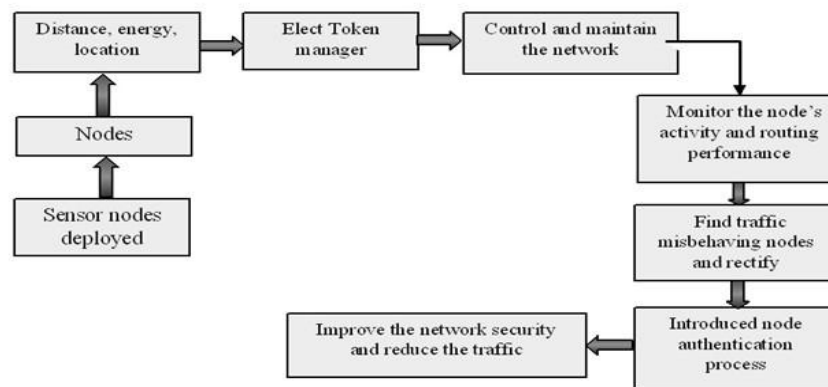 Distance, energy,
location
Elect Token
manager
Control and maintain
the network
Nodes
Sensor nodes
deployed
Monitor the node's
activity and routing
performance
Find traffic
misbehaving nodes
and rectify
Introduced node
authentication
process
Improve the network security
and reduce the traffic